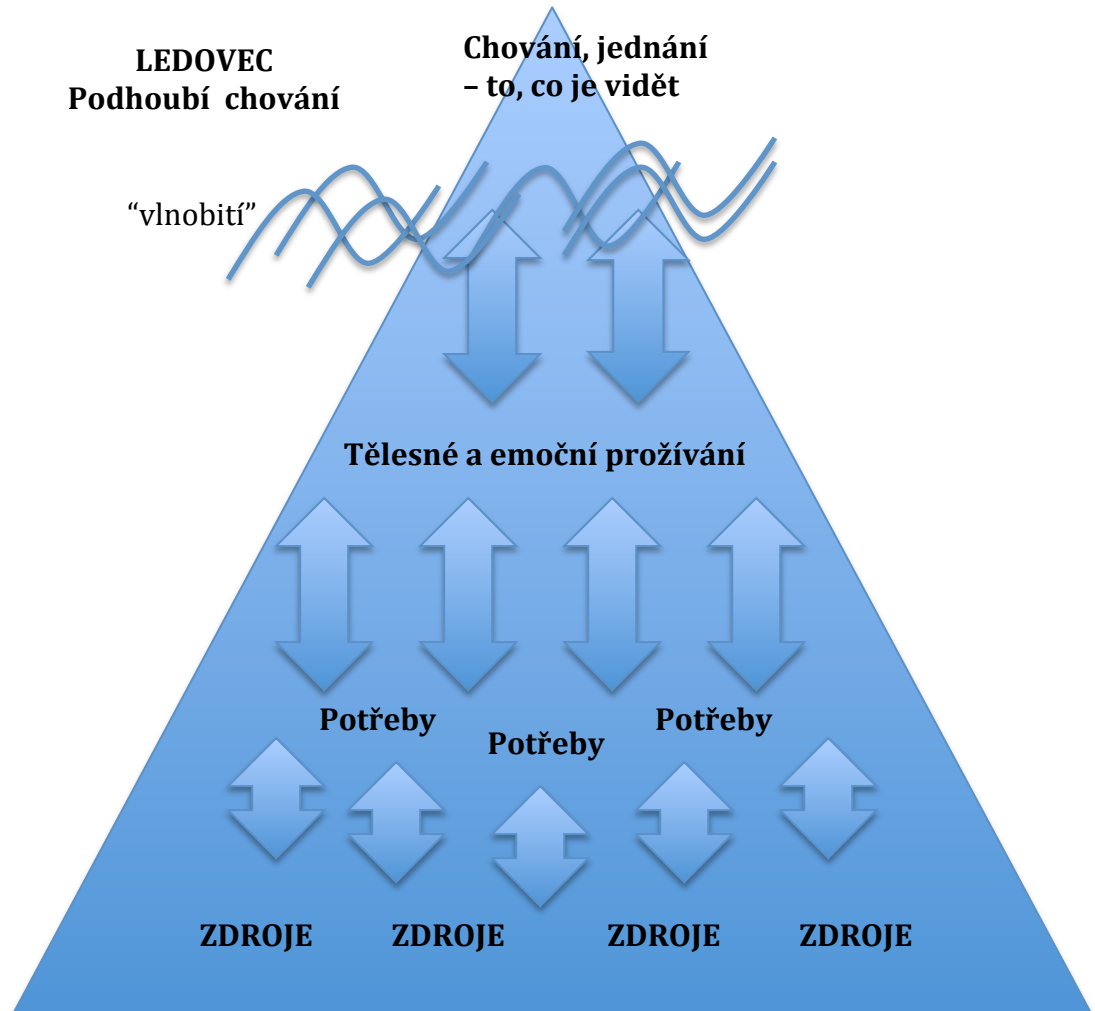 LEDOVEC
Podhoubí chování
Chování, jednání
– to, co je vidět
“vlnobití”
Tělesné a emoční prožívání
Potřeby
Potřeby
Potřeby
ZDROJE
ZDROJE
ZDROJE
ZDROJE